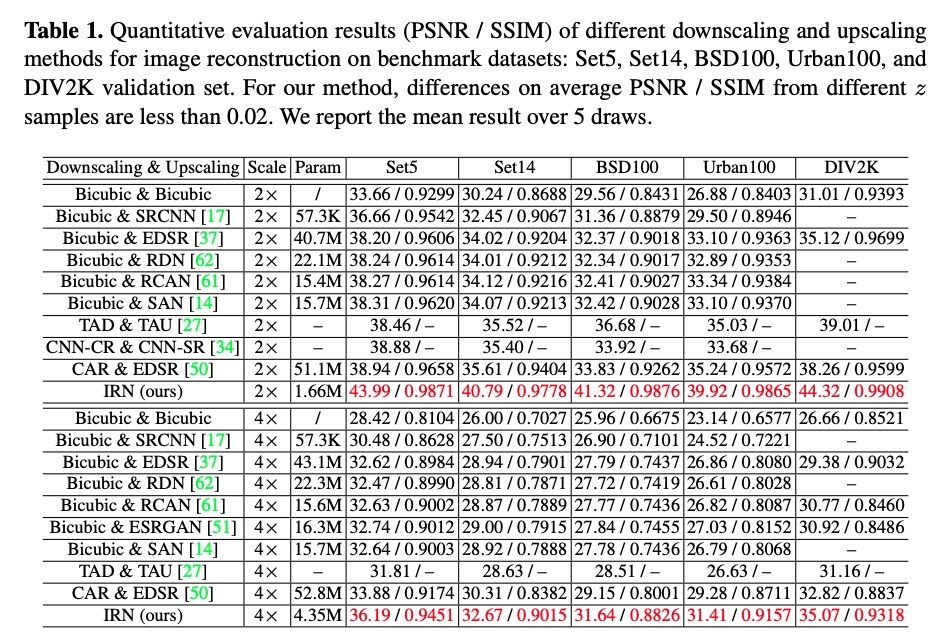 Table 1. Quantitative evaluation results (PSNR / SSIM) of different downscaling and upscaling
methods for image reconstruction on benchmark datasets: Set5, Set14, BSD100, Urban100, and
DIV2K validation set. For our method, differences on average PSNR / SSIM from different z
samples are less than 0.02. We report the mean result over 5 draws.
Downscaling & Upscaling Scale Param Set5 Set14 BSD100 Urban100 DIV2K
Bicubic & Bicubic 2× / 33.66 / 0.9299 30.24 / 0.8688 29.56 / 0.8431 26.88 / 0.8403 31.01 / 0.9393
Bicubic & SRCNN [17] 2× 57.3K 36.66 / 0.9542 32.45 / 0.9067 31.36 / 0.8879 29.50 / 0.8946 –
Bicubic & EDSR [37] 2× 40.7M 38.20 / 0.9606 34.02 / 0.9204 32.37 / 0.9018 33.10 / 0.9363 35.12 / 0.9699
Bicubic & RDN [62] 2× 22.1M 38.24 / 0.9614 34.01 / 0.9212 32.34 / 0.9017 32.89 / 0.9353 –
Bicubic & RCAN [61] 2× 15.4M 38.27 / 0.9614 34.12 / 0.9216 32.41 / 0.9027 33.34 / 0.9384 –
Bicubic & SAN [14] 2× 15.7M 38.31 / 0.9620 34.07 / 0.9213 32.42 / 0.9028 33.10 / 0.9370 –
TAD & TAU [27] 2× – 38.46 / – 35.52 / – 36.68 / – 35.03 / – 39.01 / –
CNN-CR & CNN-SR [34] 2× – 38.88 / – 35.40 / – 33.92 / – 33.68 / – –
CAR & EDSR [50] 2× 51.1M 38.94 / 0.9658 35.61 / 0.9404 33.83 / 0.9262 35.24 / 0.9572 38.26 / 0.9599
IRN (ours) 2× 1.66M 43.99 / 0.9871 40.79 / 0.9778 41.32 / 0.9876 39.92 / 0.9865 44.32 / 0.9908
Bicubic & Bicubic 4× / 28.42 / 0.8104 26.00 / 0.7027 25.96 / 0.6675 23.14 / 0.6577 26.66 / 0.8521
Bicubic & SRCNN [17] 4× 57.3K 30.48 / 0.8628 27.50 / 0.7513 26.90 / 0.7101 24.52 / 0.7221 –
Bicubic & EDSR [37] 4× 43.1M 32.62 / 0.8984 28.94 / 0.7901 27.79 / 0.7437 26.86 / 0.8080 29.38 / 0.9032
Bicubic & RDN [62] 4× 22.3M 32.47 / 0.8990 28.81 / 0.7871 27.72 / 0.7419 26.61 / 0.8028 –
Bicubic & RCAN [61] 4× 15.6M 32.63 / 0.9002 28.87 / 0.7889 27.77 / 0.7436 26.82 / 0.8087 30.77 / 0.8460
Bicubic & ESRGAN [51] 4× 16.3M 32.74 / 0.9012 29.00 / 0.7915 27.84 / 0.7455 27.03 / 0.8152 30.92 / 0.8486
Bicubic & SAN [14] 4× 15.7M 32.64 / 0.9003 28.92 / 0.7888 27.78 / 0.7436 26.79 / 0.8068 –
TAD & TAU [27] 4× – 31.81 / – 28.63 / – 28.51 / – 26.63 / – 31.16 / –
CAR & EDSR [50] 4× 52.8M 33.88 / 0.9174 30.31 / 0.8382 29.15 / 0.8001 29.28 / 0.8711 32.82 / 0.8837
IRN (ours) 4× 4.35M 36.19 / 0.9451 32.67 / 0.9015 31.64 / 0.8826 31.41 / 0.9157 35.07 / 0.9318